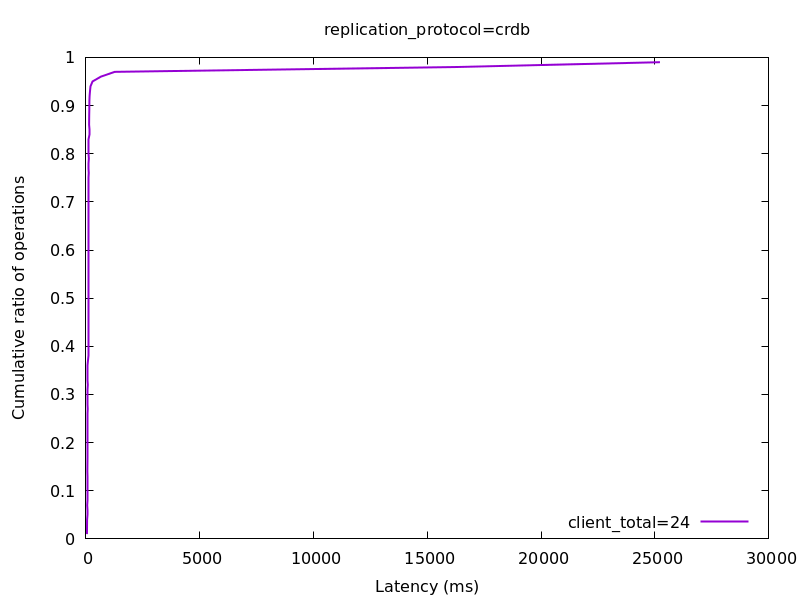 replication_protocol=crdb
1
0.9
0.8
0.7
0.6
0.5
0.4
0.3
0.2
0.1
0
Cumulative ratio of operations
client_total=24
0 5000 10000 15000 20000 25000 30000
Latency (ms)